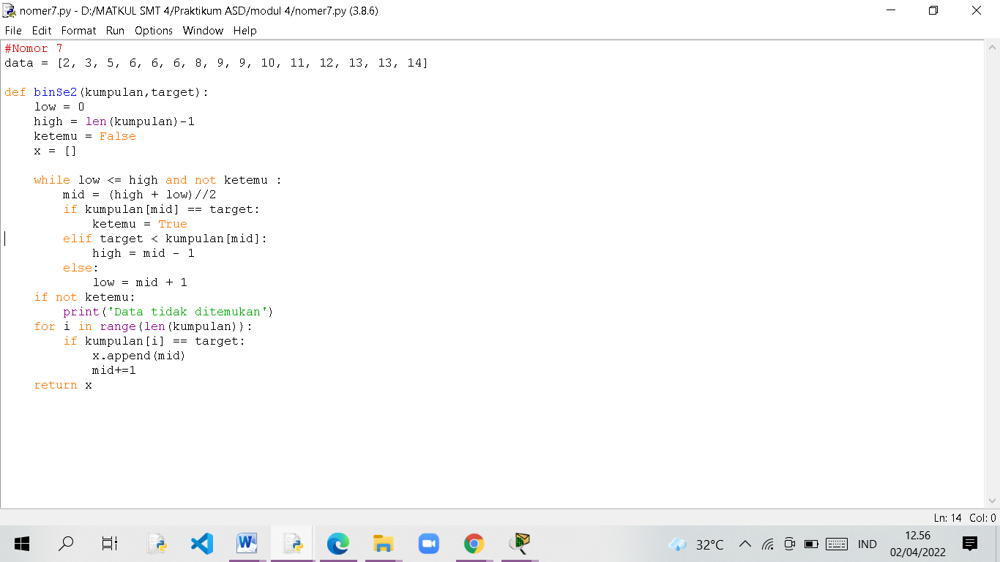 nomer7.py - D:/MATKUL SMT 4/Praktikum ASD/modul 4/nomer7.py (3.8.6)
File Edit Format Run Options Window Help
#Nomor 7
data = [2, 3, 5, 6, 6, 6, 8, 9, 9, 10, 11, 12, 13, 13, 14]
def binSe2(kumpulan,target):
    low = 0
    high = len(kumpulan)-1
    ketemu = False
    x = []
    while low <= high and not ketemu :
        mid = (high + low)//2
        if kumpulan[mid] == target:
            ketemu = True
        elif target < kumpulan[mid]:
            high = mid - 1
        else:
            low = mid + 1
    if not ketemu:
        print('Data tidak ditemukan')
    for i in range(len(kumpulan)):
        if kumpulan[i] == target:
            x.append(mid)
            mid+=1
    return x
Ln: 14 Col: 0
32°C
IND
12.56
02/04/2022